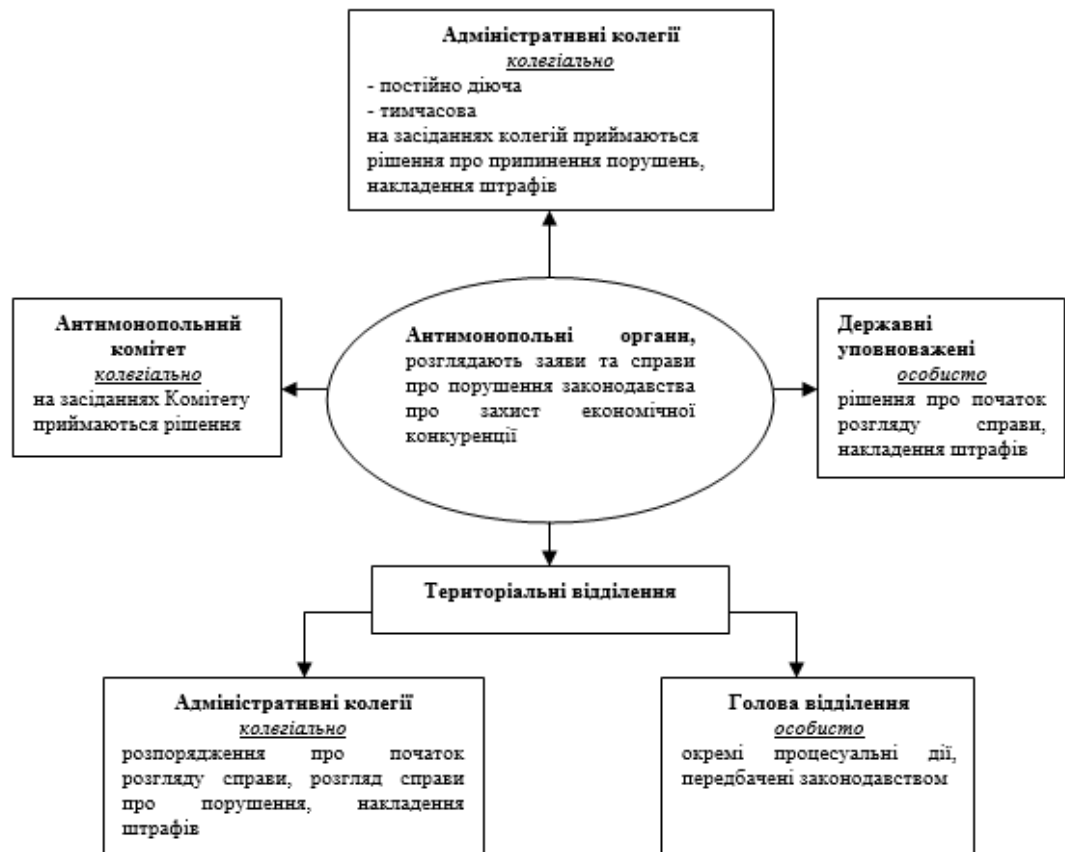 Адміністративні колегії
колегіально
- постійно діюча
- тимчасова
на засіданнях колегій приймаються
рішення про припинення порушень,
накладення штрафів
Антимонопольний
комітет
колегіально
на засіданнях Комітету
приймаються рішення
Антимонопольні органи,
розглядають заяви та справи
про порушення законодавства
про захист економічної
конкуренції
Державні
уповноважені
особисто
рішення про початок
розгляду справи,
накладення штрафів
Територіальні відділення
Адміністративні колегії
колегіально
розпорядження про початок
розгляду справи, розгляд справи
про порушення, накладення
штрафів
Голова відділення
особисто
окремі процесуальні дії,
передбачені законодавством